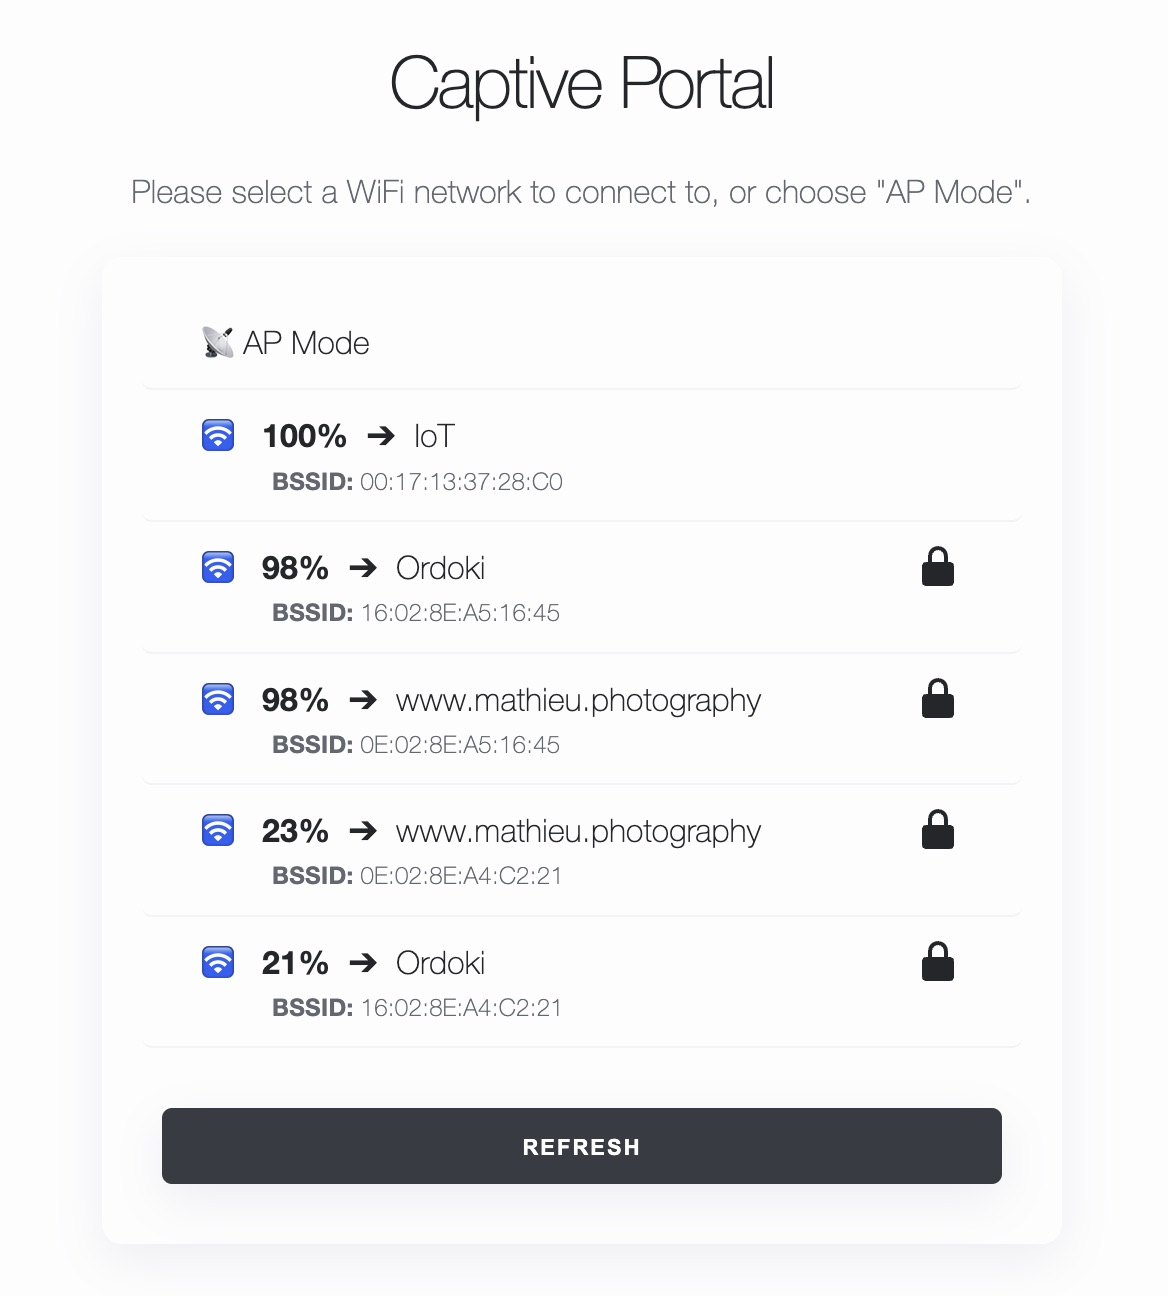 Captive Portal
Please select a WiFi network to connect to, or choose "AP Mode".
AP Mode
100% ➔ IoT
BSSID: 00:17:13:37:28:C0
98% ➔ Ordoki
BSSID: 16:02:8E:A5:16:45
98% ➔ www.mathieu.photography
BSSID: 0E:02:8E:A5:16:45
23% ➔ www.mathieu.photography
BSSID: 0E:02:8E:A4:C2:21
21% ➔ Ordoki
BSSID: 16:02:8E:A4:C2:21
REFRESH